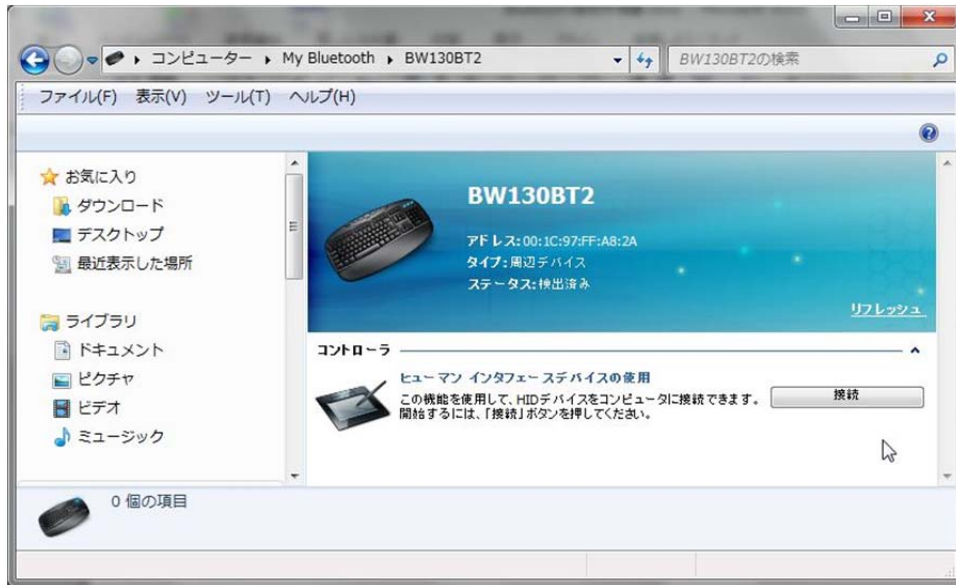 コンピューター My Bluetooth BW130BT2
BW130BT2の検索
ファイル(F) 表示(V) ツール(T) ヘルプ(H)
お気に入り
ダウンロード
デスクトップ
最近表示した場所
ライブラリ
ドキュメント
ピクチャ
ビデオ
ミュージック
BW130BT2
アドレス:00:1C:97:FF:A8:2A
タイプ:周辺デバイス
ステータス:検出済み
リフレッシュ
コントローラ
ヒューマン インタフェースデバイスの使用
この機能を使用して、HIDデバイスをコンピュータに接続できます。
開始するには、「接続」ボタンを押してください。
接続
0 個の項目